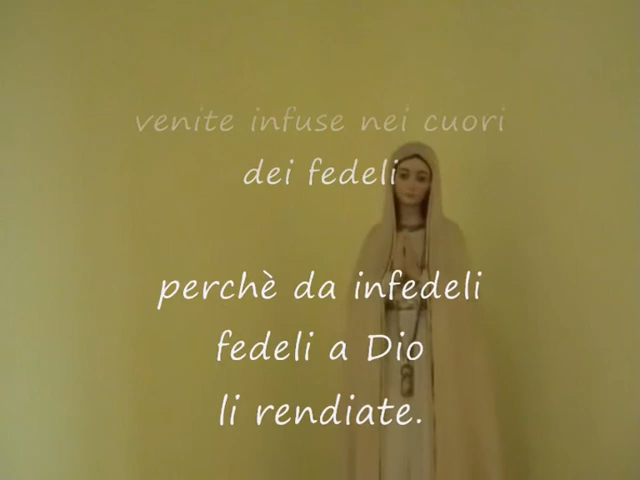 venite infuse nei cuori
dei fedeli
perchè da infedeli
fedeli a Dio
li rendiate.